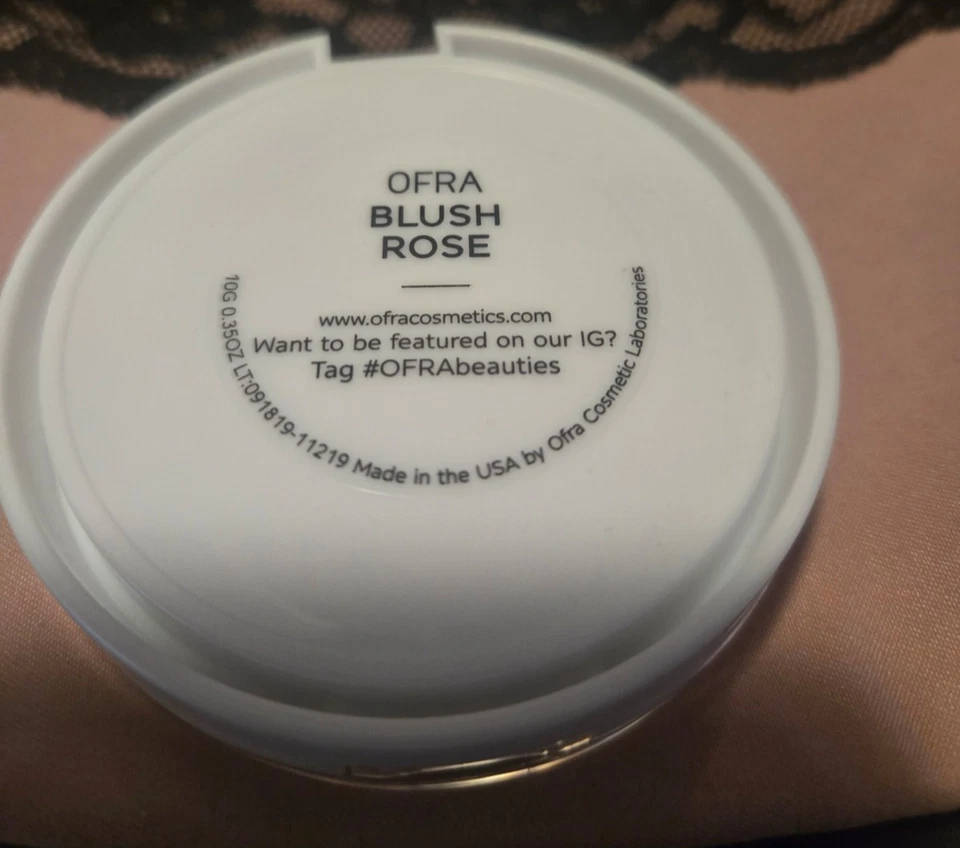 OFRA
BLUSH
ROSE
www.ofracosmetics.com
Want to be featured on our IG?
Tag #OFRAbeauties
10G 0.35OZ LT:091819-11219 Made in the USA by Ofra Cosmetic Laboratories